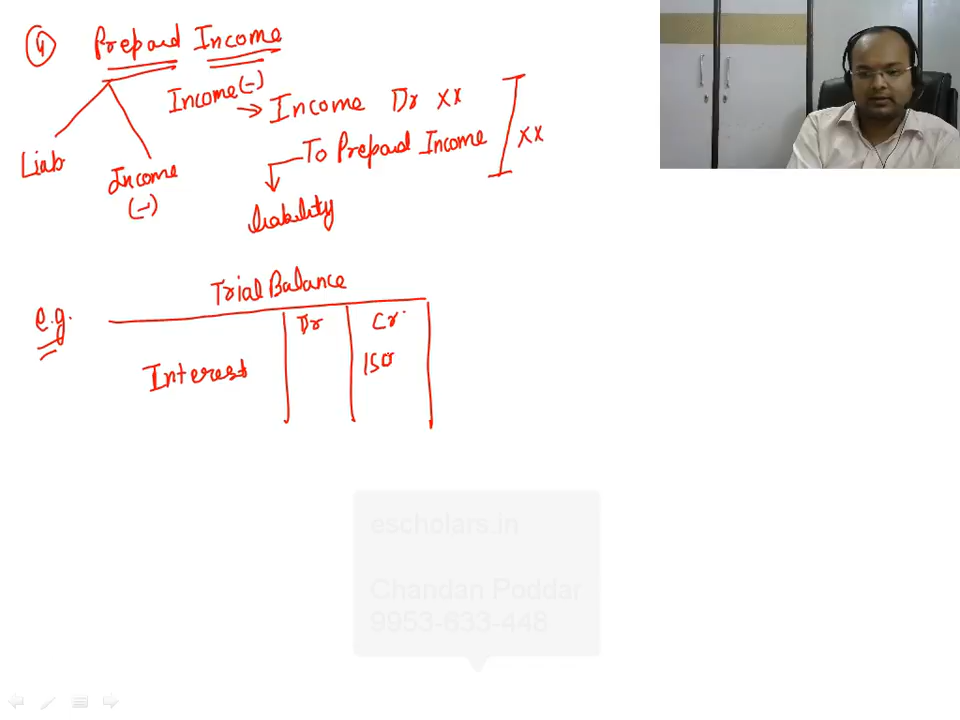 ④ Prepaid Income
Income (-)
→ Income Dr xx
To Prepaid Income xx
Liab
Income
(-)
liability
e.g.
Trial Balance
Dr Cr
Interest 150
escholars.in
Chandan Poddar
9953-633-448